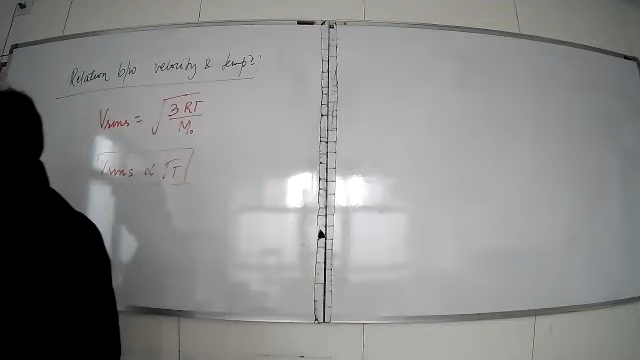 Relation b/w velocity & temp?
Vrms = √(3RT/M₀)
Vrms α √T